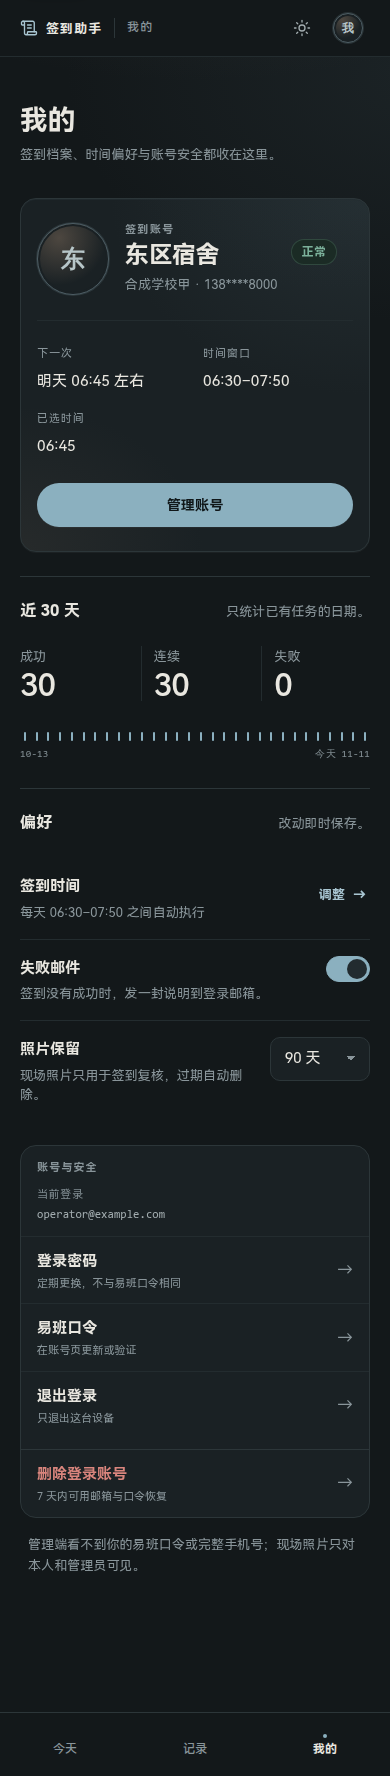 签到助手 我的 我
我的
签到档案、时间偏好与账号安全都收在这里。
签到账号
东 东区宿舍 正常
合成学校甲 · 138****8000
下一次 时间窗口
明天 06:45 左右 06:30–07:50
已选时间
06:45
管理账号
近 30 天 只统计已有任务的日期。
成功 连续 失败
30 30 0
10-13 今天 11-11
偏好 改动即时保存。
签到时间 调整 →
每天 06:30–07:50 之间自动执行
失败邮件
签到没有成功时，发一封说明到登录邮箱。
照片保留 90 天
现场照片只用于签到复核，过期自动删
除。
账号与安全
当前登录
operator@example.com
登录密码 →
定期更换，不与易班口令相同
易班口令 →
在账号页更新或验证
退出登录 →
只退出这台设备
删除登录账号 →
7 天内可用邮箱与口令恢复
管理端看不到你的易班口令或完整手机号；现场照片只对
本人和管理员可见。
今天 记录 我的